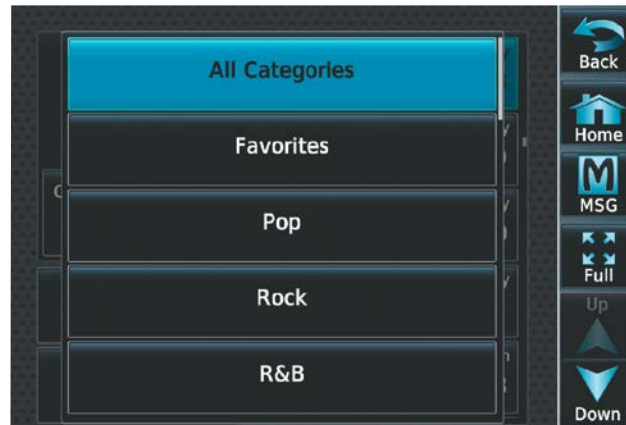 All Categories
Favorites
Pop
Rock
R&B
Back
Home
MSG
Full
Up
Down